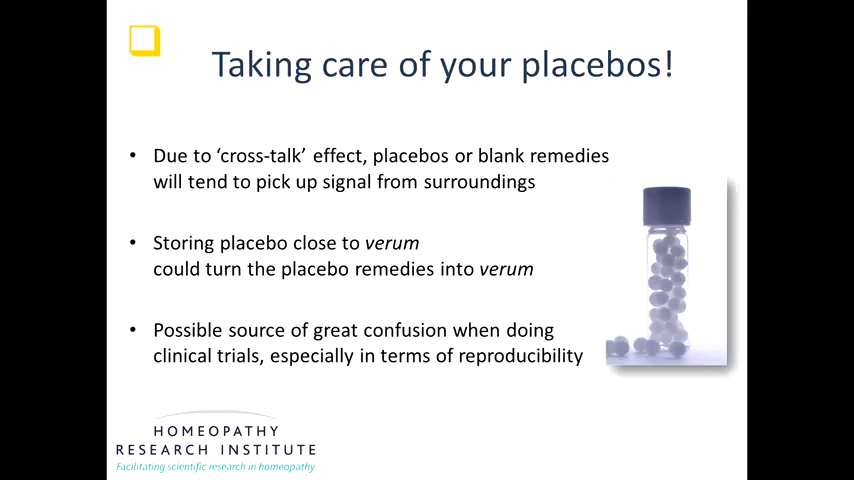 Taking care of your placebos!
• Due to ‘cross-talk’ effect, placebos or blank remedies
will tend to pick up signal from surroundings
• Storing placebo close to verum
could turn the placebo remedies into verum
• Possible source of great confusion when doing
clinical trials, especially in terms of reproducibility
HOMEOPATHY
RESEARCH INSTITUTE
Facilitating scientific research in homeopathy